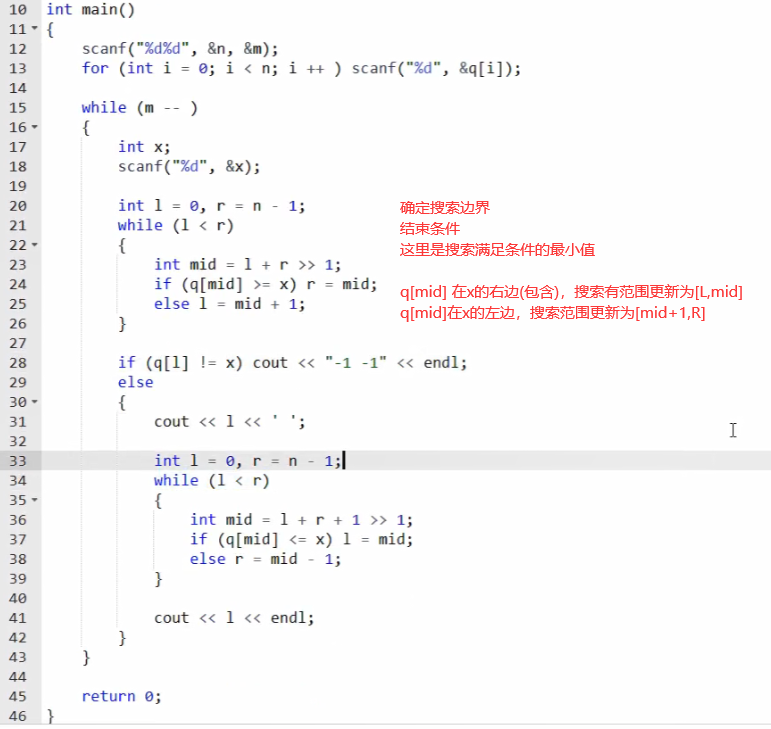 10 int main()
11 {
12     scanf("%d%d", &n, &m);
13     for (int i = 0; i < n; i ++ ) scanf("%d", &q[i]);
14
15     while (m -- )
16     {
17         int x;
18         scanf("%d", &x);
19
20         int l = 0, r = n - 1; 确定搜索边界
21         while (l < r) 结束条件
22         { 这里是搜索满足条件的最小值
23             int mid = l + r >> 1;
24             if (q[mid] >= x) r = mid; q[mid] 在x的右边(包含)，搜索有范围更新为[L,mid]
25             else l = mid + 1; q[mid]在x的左边，搜索范围更新为[mid+1,R]
26         }
27
28         if (q[l] != x) cout << "-1 -1" << endl;
29         else
30         {
31             cout << l << ' ';
32
33             int l = 0, r = n - 1;
34             while (l < r)
35             {
36                 int mid = l + r + 1 >> 1;
37                 if (q[mid] <= x) l = mid;
38                 else r = mid - 1;
39             }
40
41             cout << l << endl;
42         }
43     }
44
45     return 0;
46 }